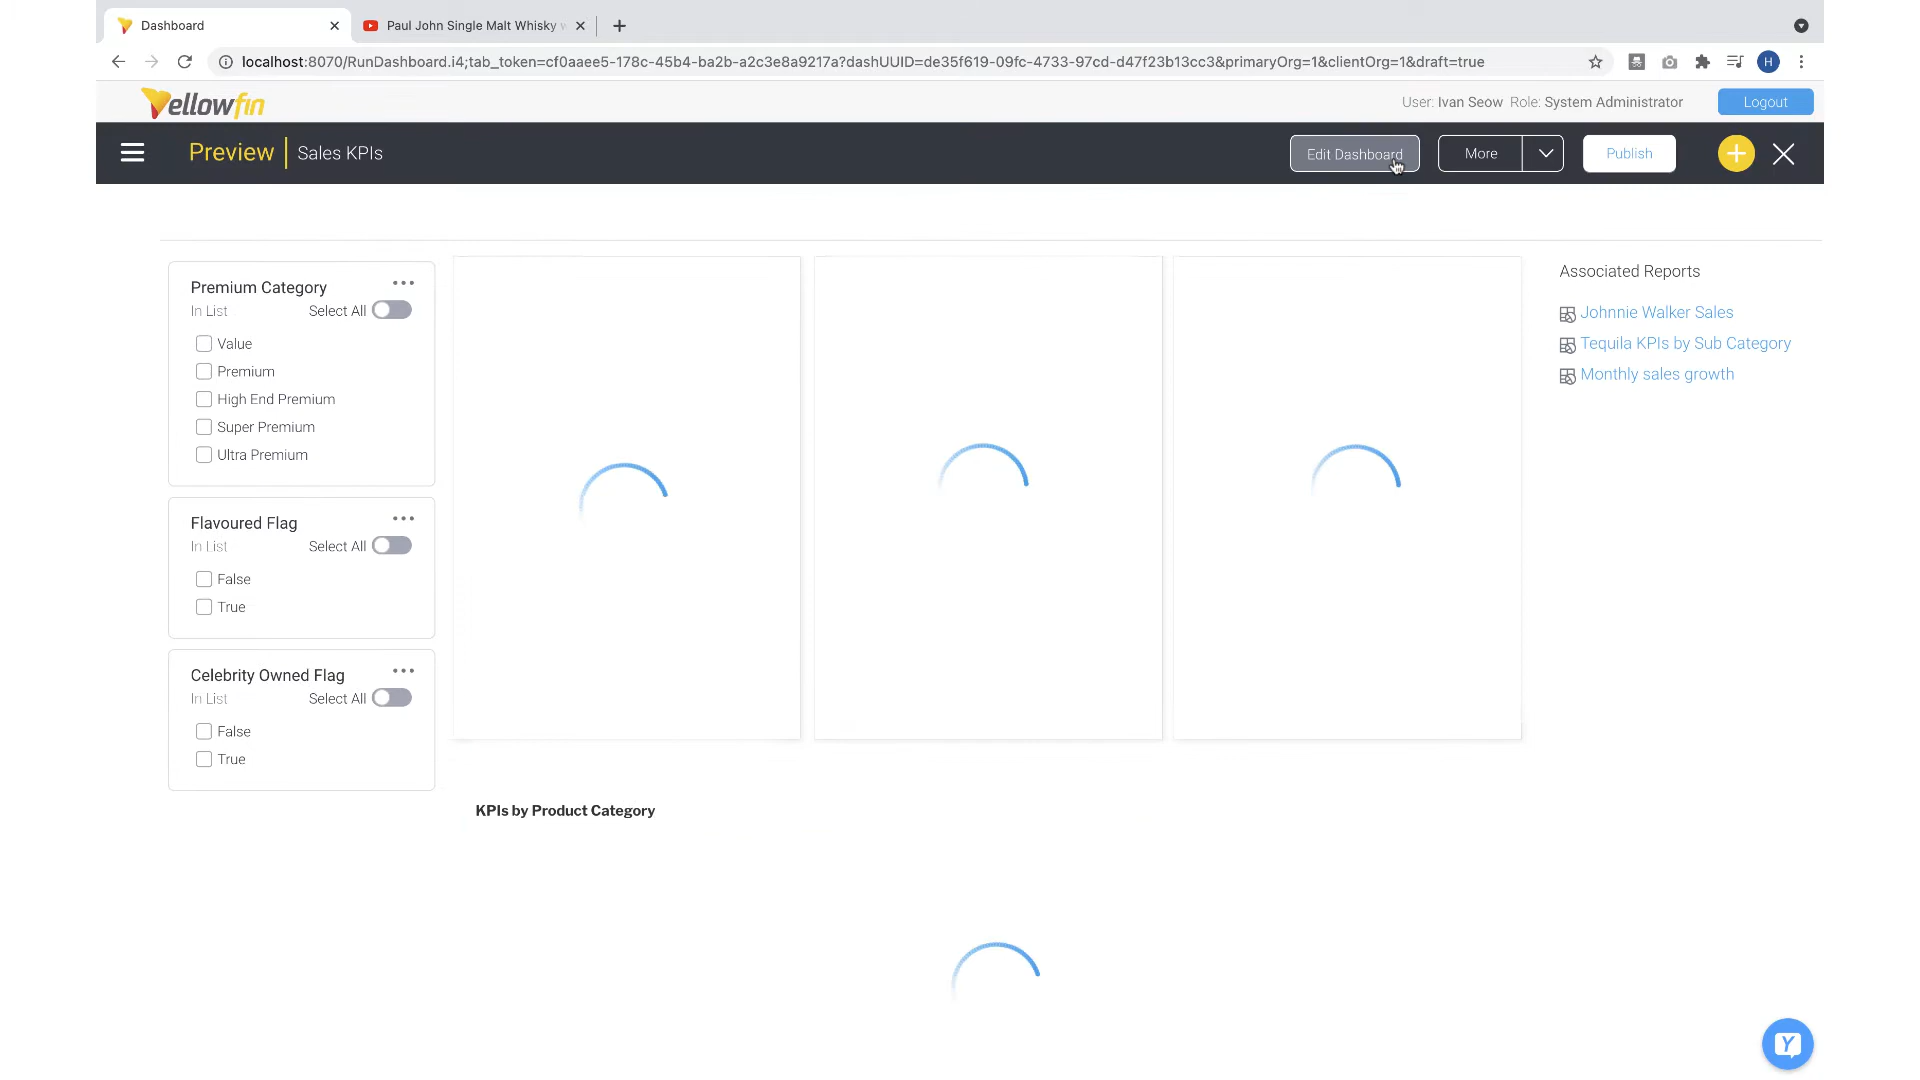 Dashboard
Paul John Single Malt Whisky
localhost:8070/RunDashboard.i4;tab_token=cf0aaee5-178c-45b4-ba2b-a2c3e8a9217a?dashUUID=de35f619-09fc-4733-97cd-d47f23b13cc3&primaryOrg=1&clientOrg=1&draft=true
H
Yellowfin
User: Ivan Seow Role: System Administrator
Logout
Preview
Sales KPIs
Edit Dashboard
More
Publish
Premium Category
In List
Select All
Value
Premium
High End Premium
Super Premium
Ultra Premium
Flavoured Flag
In List
Select All
False
True
Celebrity Owned Flag
In List
Select All
False
True
KPIs by Product Category
Associated Reports
Johnnie Walker Sales
Tequila KPIs by Sub Category
Monthly sales growth
Y